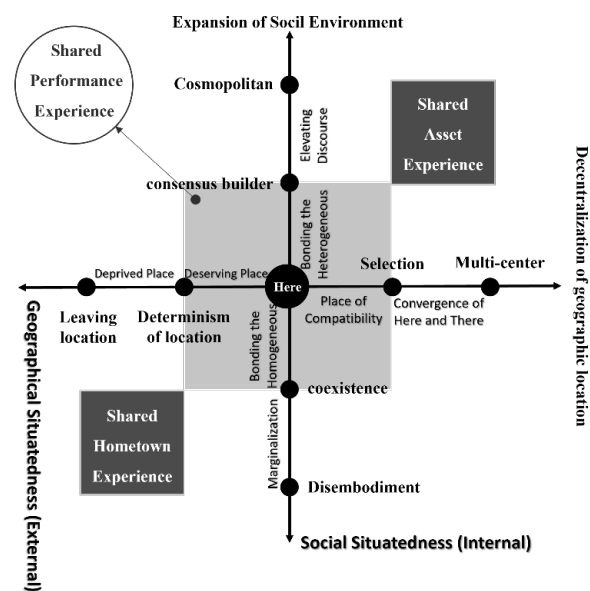 Expansion of Socil Environment
Shared
Performance
Experience
Cosmopolitan
Elevating
Discourse
Shared
Asset
Experience
consensus builder
Bonding the
Heterogeneous
Decentralization of geographic location
Deprived Place
Deserving Place
Here
Selection
Multi-center
Leaving
location
Determinism
of location
Place of
Compatibility
Convergence of
Here and There
Bonding the
Homogeneous
Geographical Situatedness (External)
coexistence
Shared
Hometown
Experience
Marginalization
Disembodiment
Social Situatedness (Internal)